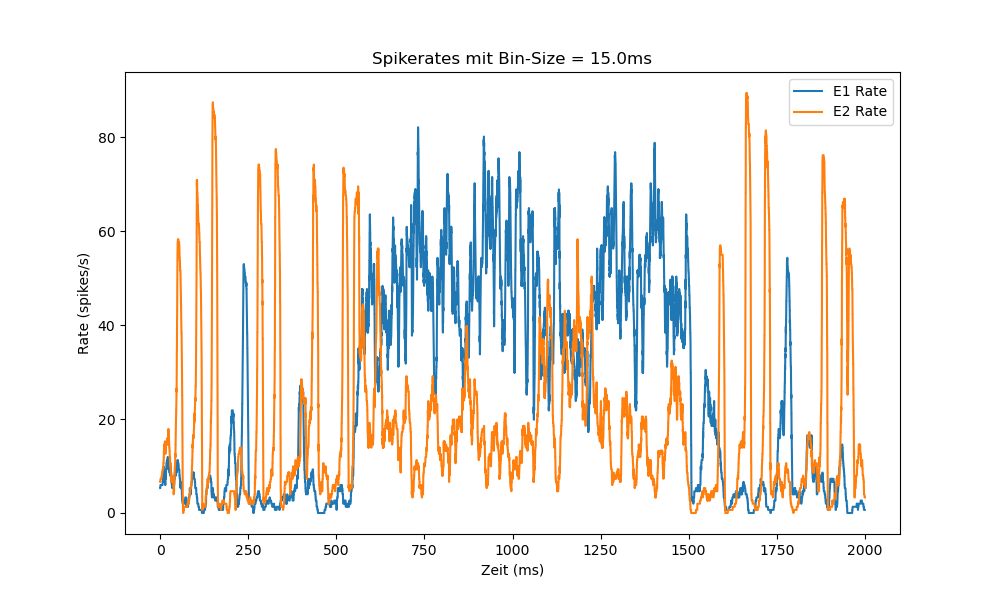 Spikerates mit Bin-Size = 15.0ms
E1 Rate
E2 Rate
Rate (spikes/s)
80
60
40
20
0
0 250 500 750 1000 1250 1500 1750 2000
Zeit (ms)